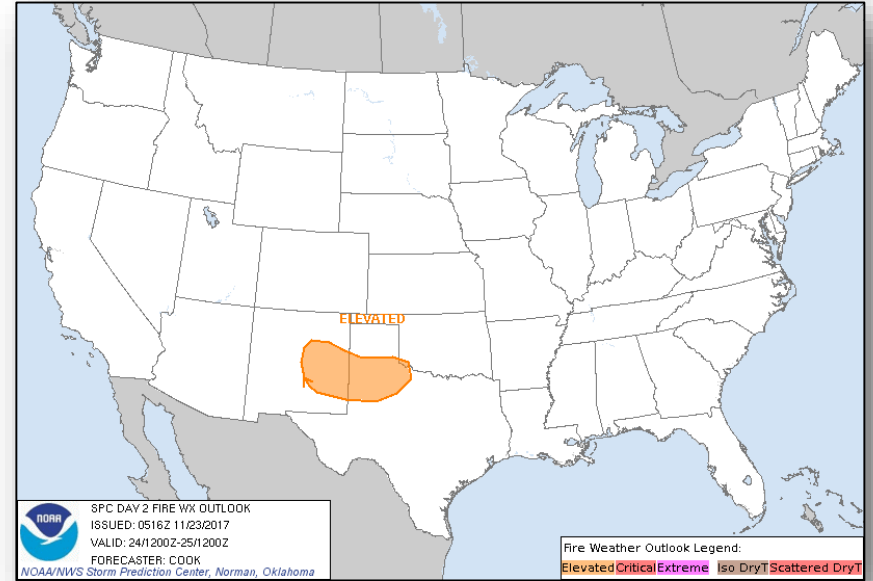 ELEVATED
NOAA
SPC DAY 2 FIRE WX OUTLOOK
ISSUED: 0516Z 11/23/2017
VALID: 24/1200Z-25/1200Z
FORECASTER: COOK
NOAA/NWS Storm Prediction Center, Norman, Oklahoma
Fire Weather Outlook Legend:
Elevated Critical Extreme Iso DryT Scattered DryT